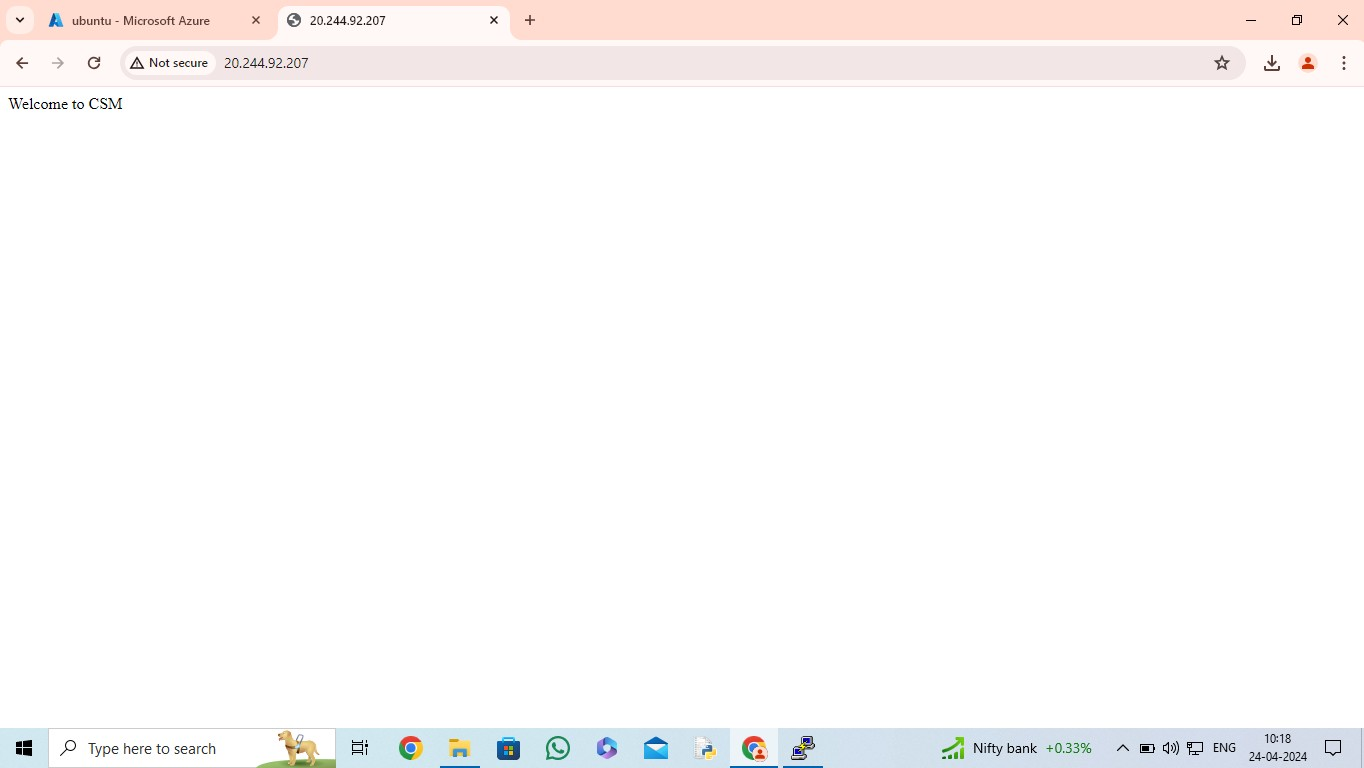 ubuntu - Microsoft Azure
20.244.92.207
Not secure
20.244.92.207
Welcome to CSM
Type here to search
Nifty bank +0.33%
ENG
10:18
24-04-2024